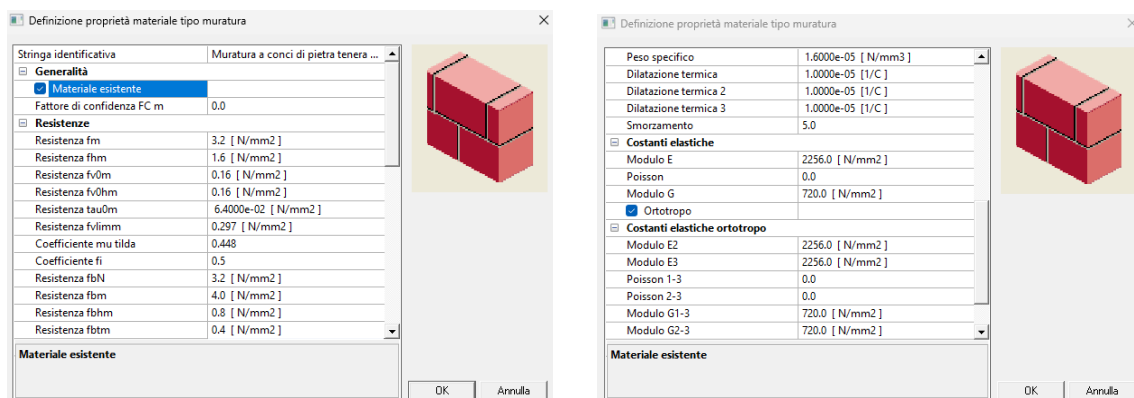 Definizione proprietà materiale tipo muratura
Stringa identificativa Muratura a conci di pietra tenera ...
Generalità
Materiale esistente
Fattore di confidenza FC m 0.0
Resistenze
Resistenza fm 3.2 [ N/mm2 ]
Resistenza fhm 1.6 [ N/mm2 ]
Resistenza fv0m 0.16 [ N/mm2 ]
Resistenza fv0hm 0.16 [ N/mm2 ]
Resistenza tau0m 6.4000e-02 [ N/mm2 ]
Resistenza fvlimm 0.297 [ N/mm2 ]
Coefficiente mu tilda 0.448
Coefficiente fi 0.5
Resistenza fbN 3.2 [ N/mm2 ]
Resistenza fbm 4.0 [ N/mm2 ]
Resistenza fbhm 0.8 [ N/mm2 ]
Resistenza fbtm 0.4 [ N/mm2 ]
Materiale esistente
OK Annulla
Definizione proprietà materiale tipo muratura
Peso specifico 1.6000e-05 [ N/mm3 ]
Dilatazione termica 1.0000e-05 [1/C ]
Dilatazione termica 2 1.0000e-05 [1/C ]
Dilatazione termica 3 1.0000e-05 [1/C ]
Smorzamento 5.0
Costanti elastiche
Modulo E 2256.0 [ N/mm2 ]
Poisson 0.0
Modulo G 720.0 [ N/mm2 ]
Ortotropo
Costanti elastiche ortotropo
Modulo E2 2256.0 [ N/mm2 ]
Modulo E3 2256.0 [ N/mm2 ]
Poisson 1-3 0.0
Poisson 2-3 0.0
Modulo G1-3 720.0 [ N/mm2 ]
Modulo G2-3 720.0 [ N/mm2 ]
Materiale esistente
OK Annulla